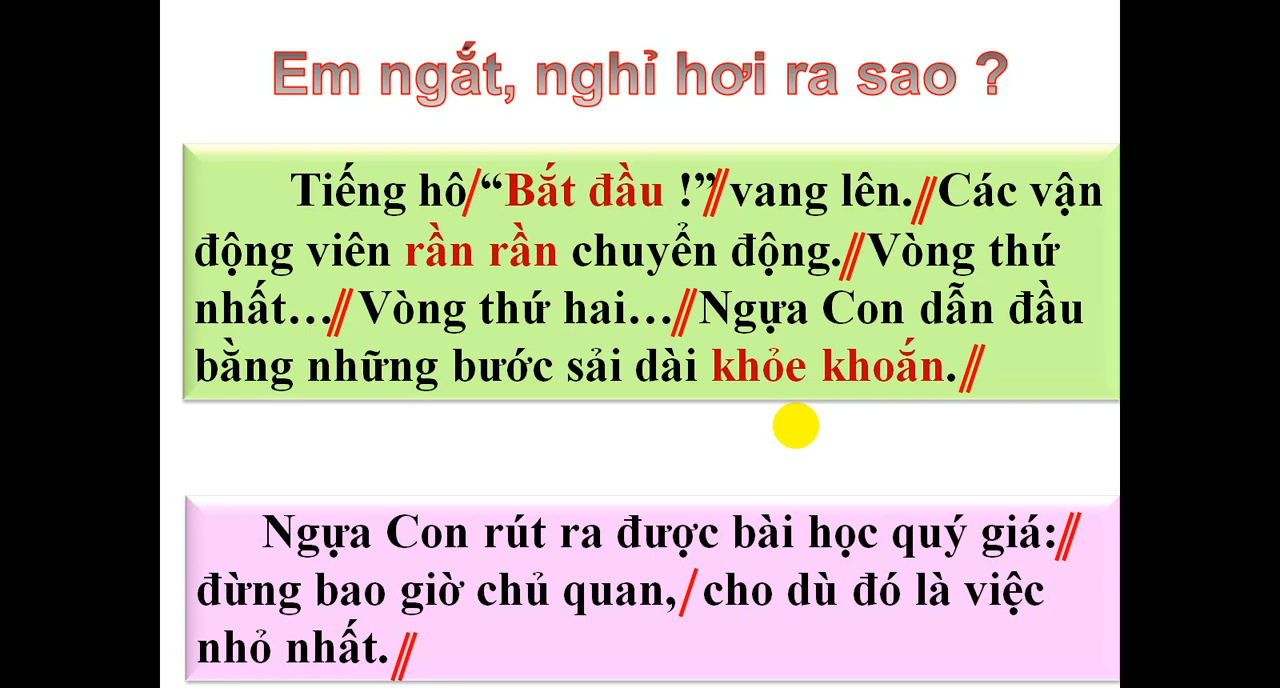 Em ngắt, nghỉ hơi ra sao ?
Tiếng hô/ “Bắt đầu !”// vang lên.// Các vận
động viên rần rần chuyển động.// Vòng thứ
nhất…// Vòng thứ hai…// Ngựa Con dẫn đầu
bằng những bước sải dài khỏe khoắn.//
Ngựa Con rút ra được bài học quý giá://
đừng bao giờ chủ quan,/ cho dù đó là việc
nhỏ nhất.//